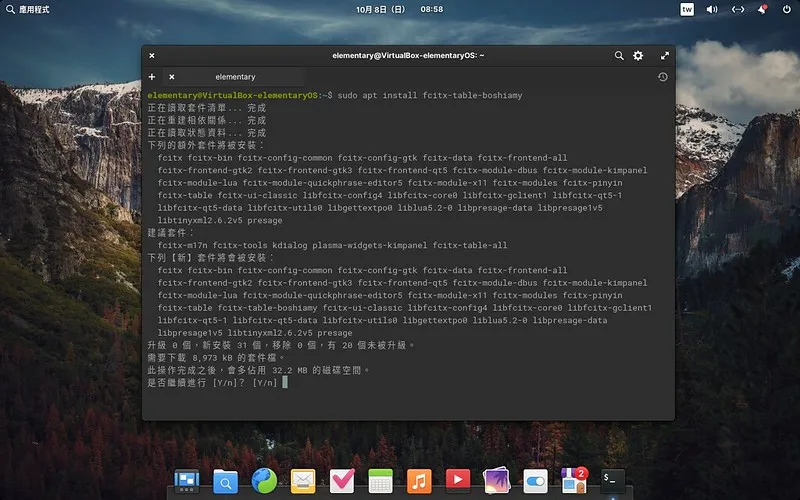 應用程式
10月 8日 (日) 08:58
tw
elementary@VirtualBox-elementaryOS: ~
elementary
elementary@VirtualBox-elementaryOS:~$ sudo apt install fcitx-table-boshiamy
正在讀取套件清單... 完成
正在重建相依關係... 完成
正在讀取狀態資料... 完成
下列的額外套件將被安裝：
fcitx fcitx-bin fcitx-config-common fcitx-config-gtk fcitx-data fcitx-frontend-all
fcitx-frontend-gtk2 fcitx-frontend-gtk3 fcitx-frontend-qt5 fcitx-module-dbus fcitx-module-kimpanel
fcitx-module-lua fcitx-module-quickphrase-editor5 fcitx-module-x11 fcitx-modules fcitx-pinyin
fcitx-table fcitx-ui-classic libfcitx-config4 libfcitx-core0 libfcitx-gclient1 libfcitx-qt5-1
libfcitx-qt5-data libfcitx-utils0 libgettextpo0 liblua5.2-0 libpresage-data libpresage1v5
libtinyxml2.6.2v5 presage
建議套件：
fcitx-m17n fcitx-tools kdialog plasma-widgets-kimpanel fcitx-table-all
下列【新】套件將會被安裝：
fcitx fcitx-bin fcitx-config-common fcitx-config-gtk fcitx-data fcitx-frontend-all
fcitx-frontend-gtk2 fcitx-frontend-gtk3 fcitx-frontend-qt5 fcitx-module-dbus fcitx-module-kimpanel
fcitx-module-lua fcitx-module-quickphrase-editor5 fcitx-module-x11 fcitx-modules fcitx-pinyin
fcitx-table fcitx-table-boshiamy fcitx-ui-classic libfcitx-config4 libfcitx-core0 libfcitx-gclient1
libfcitx-qt5-1 libfcitx-qt5-data libfcitx-utils0 libgettextpo0 liblua5.2-0 libpresage-data
libpresage1v5 libtinyxml2.6.2v5 presage
升級 0 個，新安裝 31 個，移除 0 個，有 20 個未被升級。
需要下載 8,973 kB 的套件檔。
此操作完成之後，會多佔用 32.2 MB 的磁碟空間。
是否繼續進行 [Y/n]？ [Y/n]
2
$_